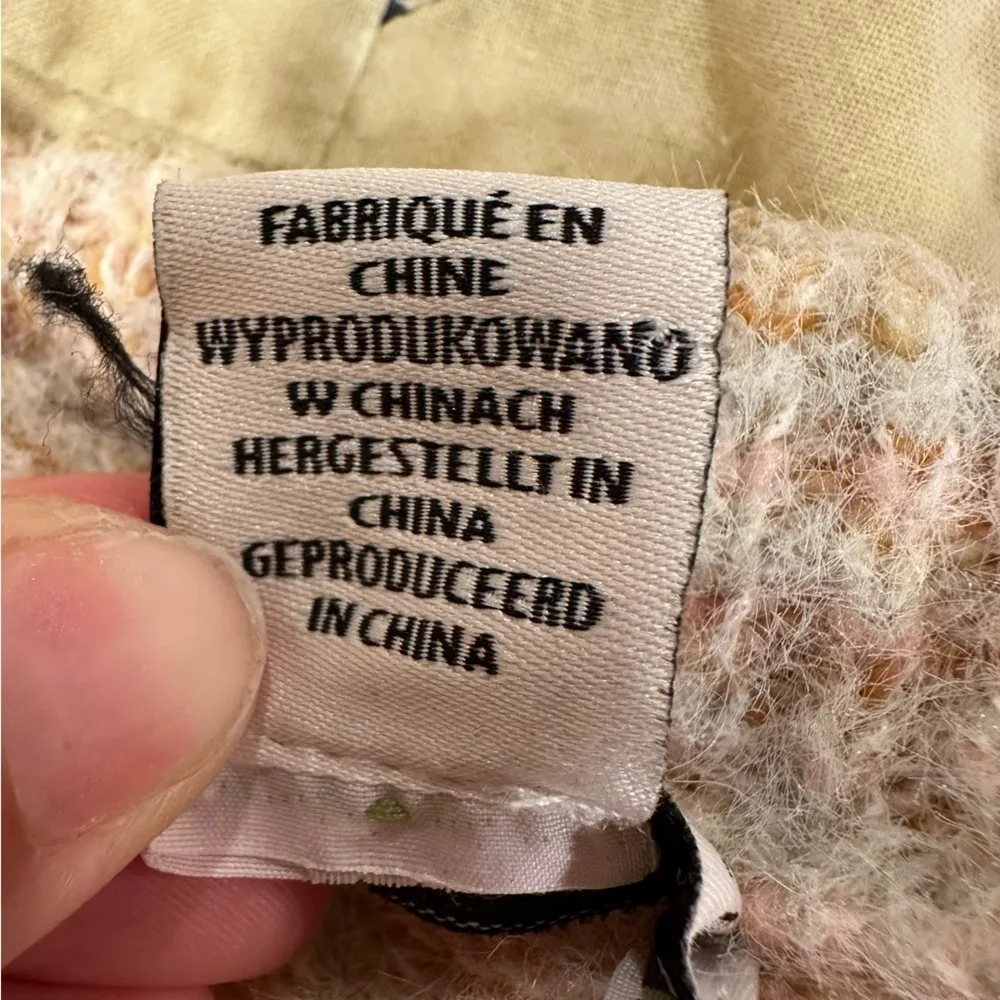 FABRIQUÉ EN
CHINE
WYPRODUKOWANO
W CHINACH
HERGESTELLT IN
CHINA
GEPRODUCEERD
IN CHINA